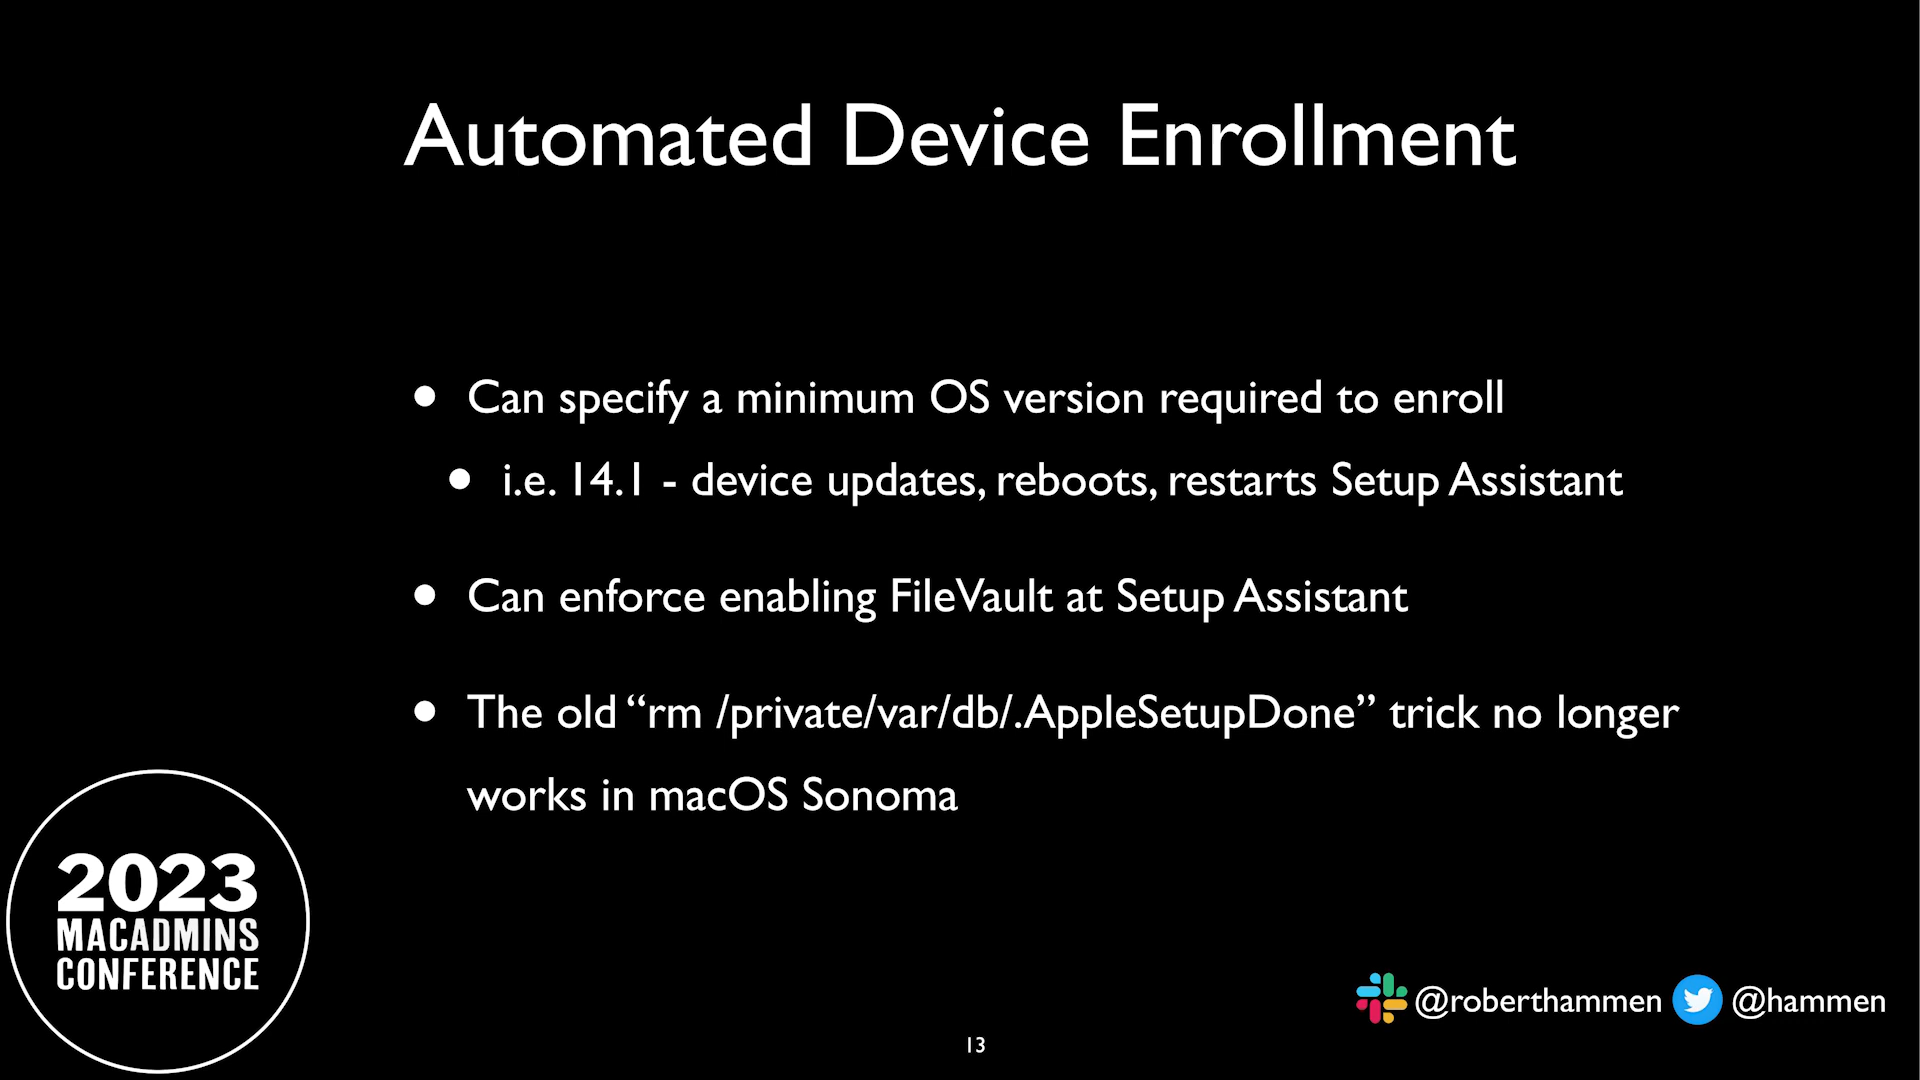 Automated Device Enrollment
• Can specify a minimum OS version required to enroll
• i.e. 14.1 - device updates, reboots, restarts Setup Assistant
• Can enforce enabling FileVault at Setup Assistant
• The old “rm /private/var/db/.AppleSetupDone” trick no longer
works in macOS Sonoma
2023
MACADMINS
CONFERENCE
@roberthammen @hammen
13